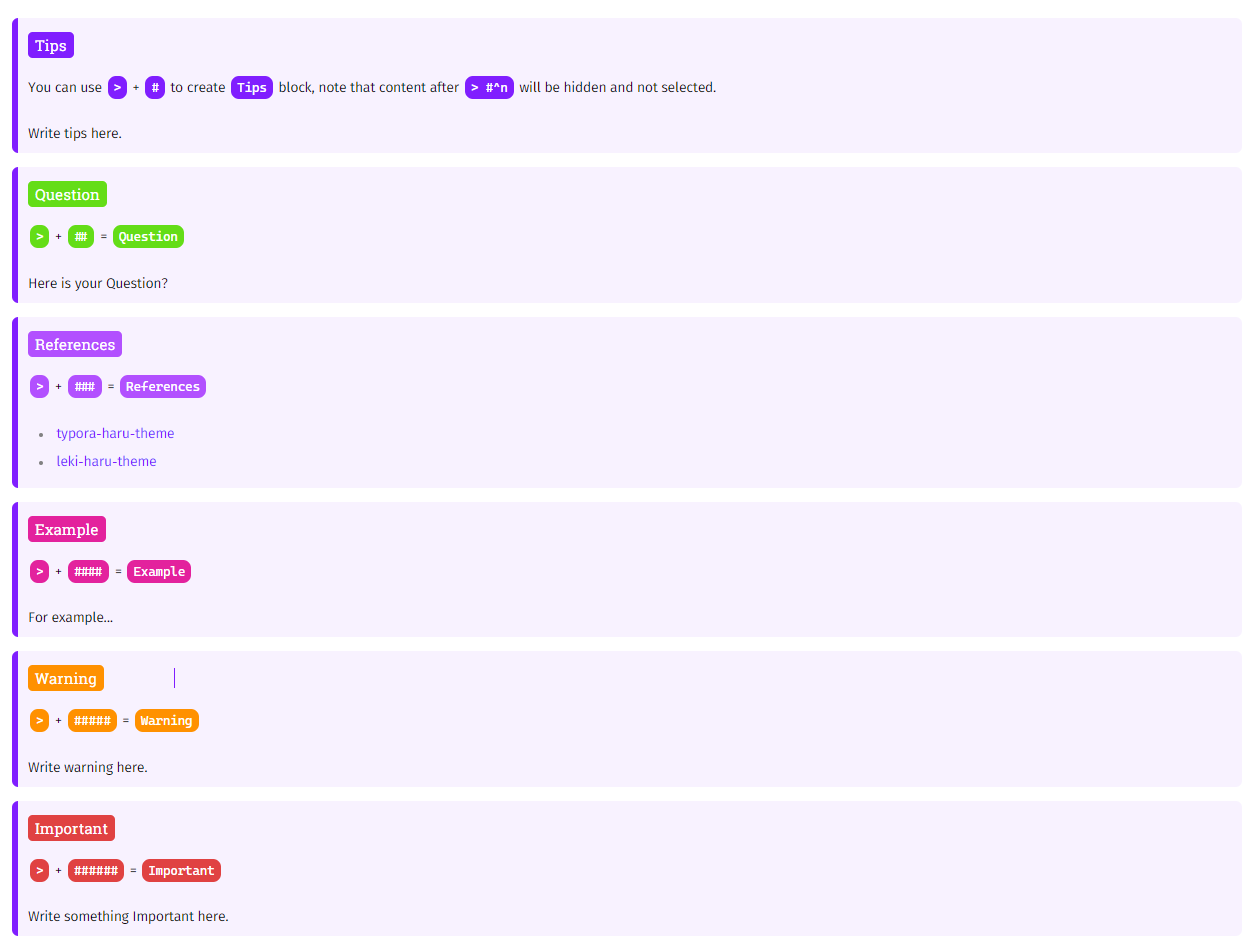 Tips
You can use > + # to create Tips block, note that content after > #^n will be hidden and not selected.
Write tips here.
Question
> + ## = Question
Here is your Question?
References
> + ### = References
• typora-haru-theme
• leki-haru-theme
Example
> + #### = Example
For example...
Warning
> + ##### = Warning
Write warning here.
Important
> + ###### = Important
Write something Important here.